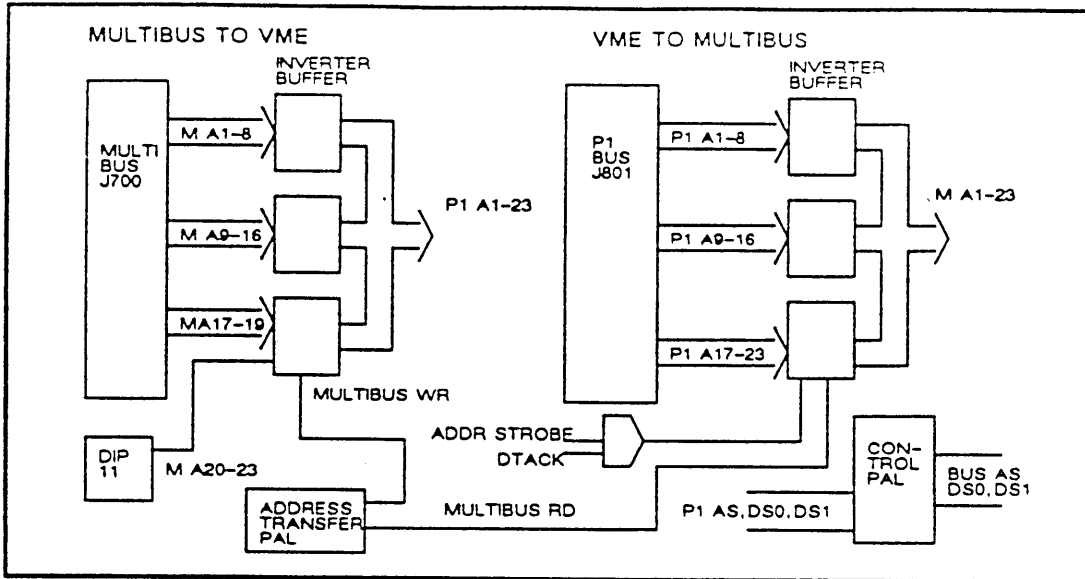 MULTIBUS TO VME
INVERTER
BUFFER
MULTI
BUS
J700
M A1-8
M A9-16
MA17-19
P1 A1-23
MULTIBUS WR
DIP
11
M A20-23
ADDRESS
TRANSFER
PAL
MULTIBUS RD
VME TO MULTIBUS
INVERTER
BUFFER
P1
BUS
J801
P1 A1-8
P1 A9-16
P1 A17-23
M A1-23
ADDR STROBE
DTACK
P1 AS,DS0,DS1
CON-
TROL
PAL
BUS AS
DS0,DS1